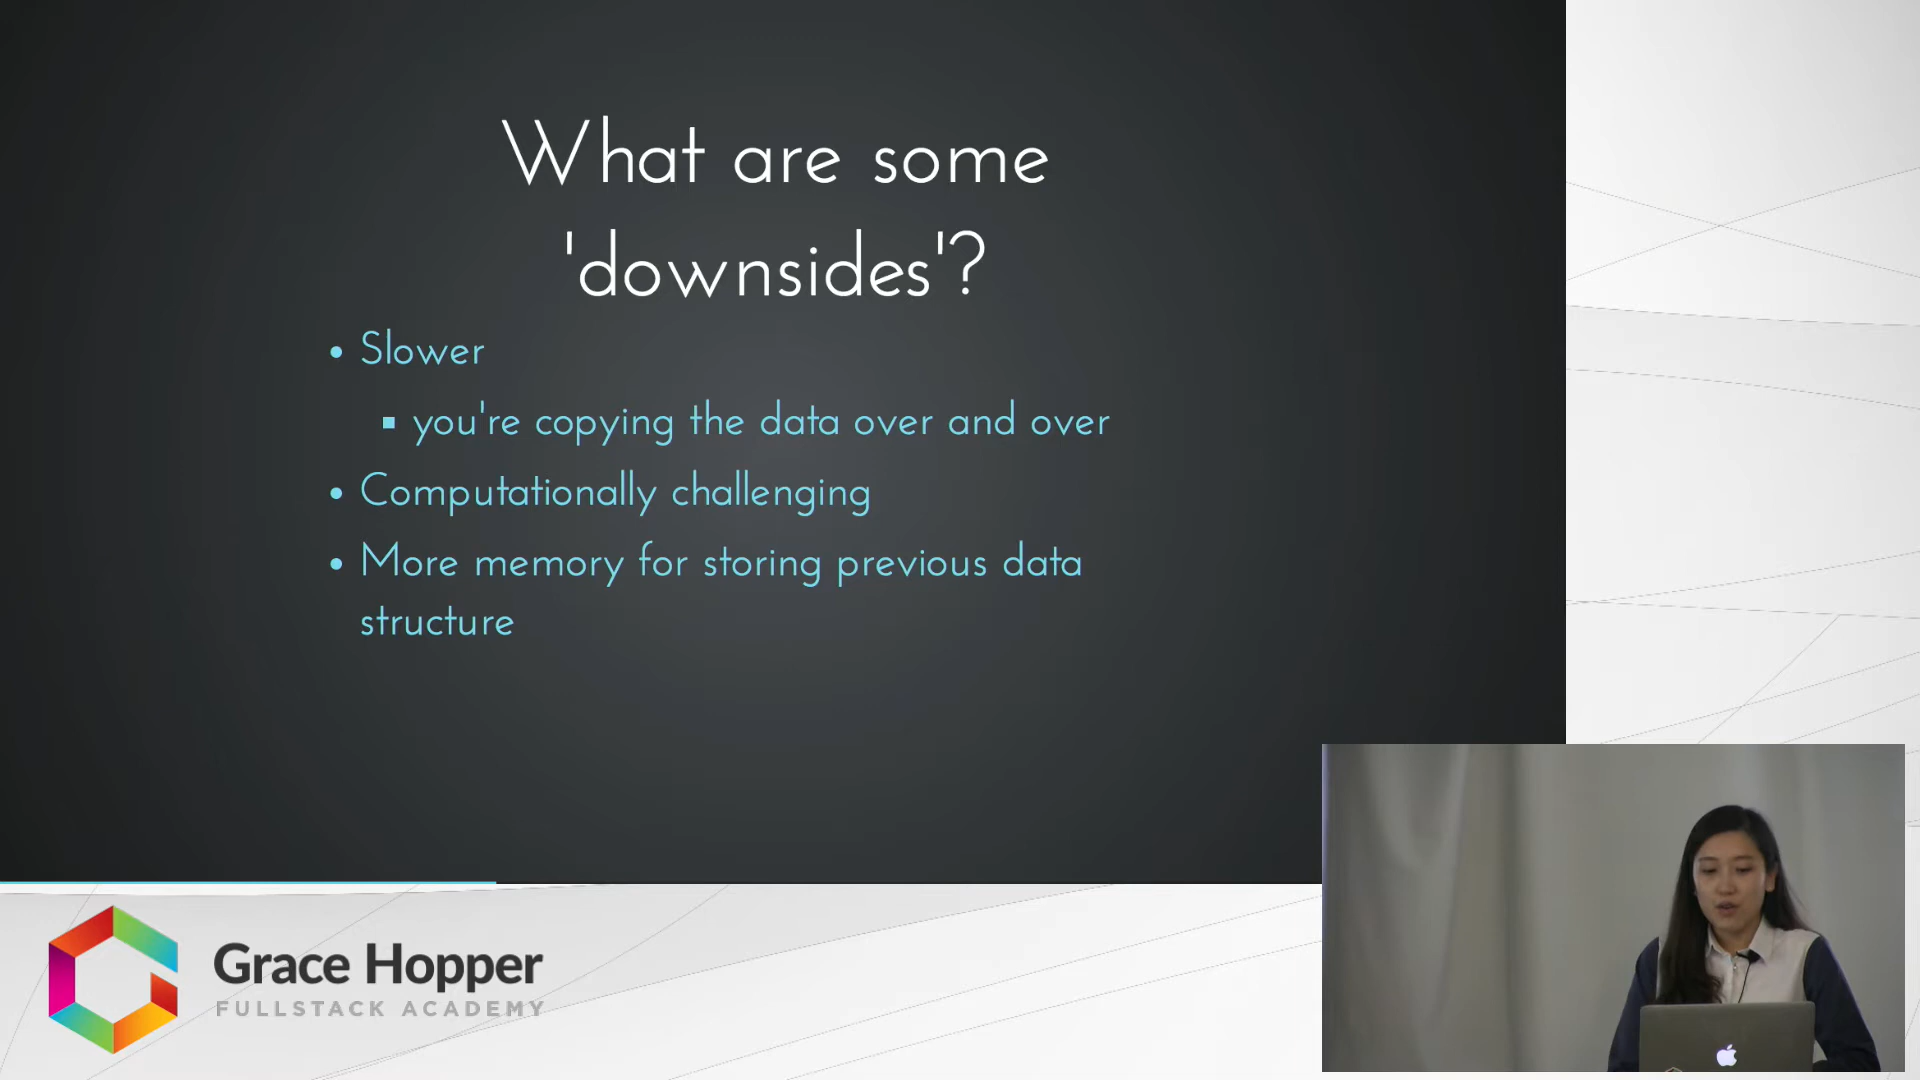 What are some
'downsides'?
• Slower
▪ you're copying the data over and over
• Computationally challenging
• More memory for storing previous data
structure
Grace Hopper
FULLSTACK ACADEMY